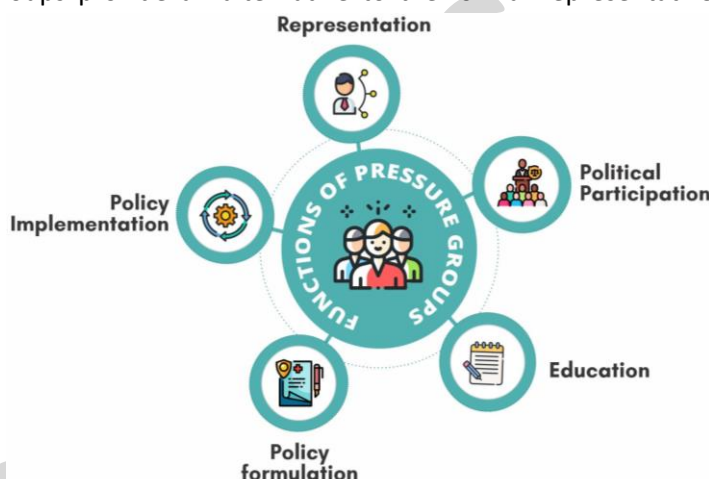 Representation
Political
Participation
Education
Policy
formulation
Policy
Implementation
FUNCTIONS OF PRESSURE GROUPS